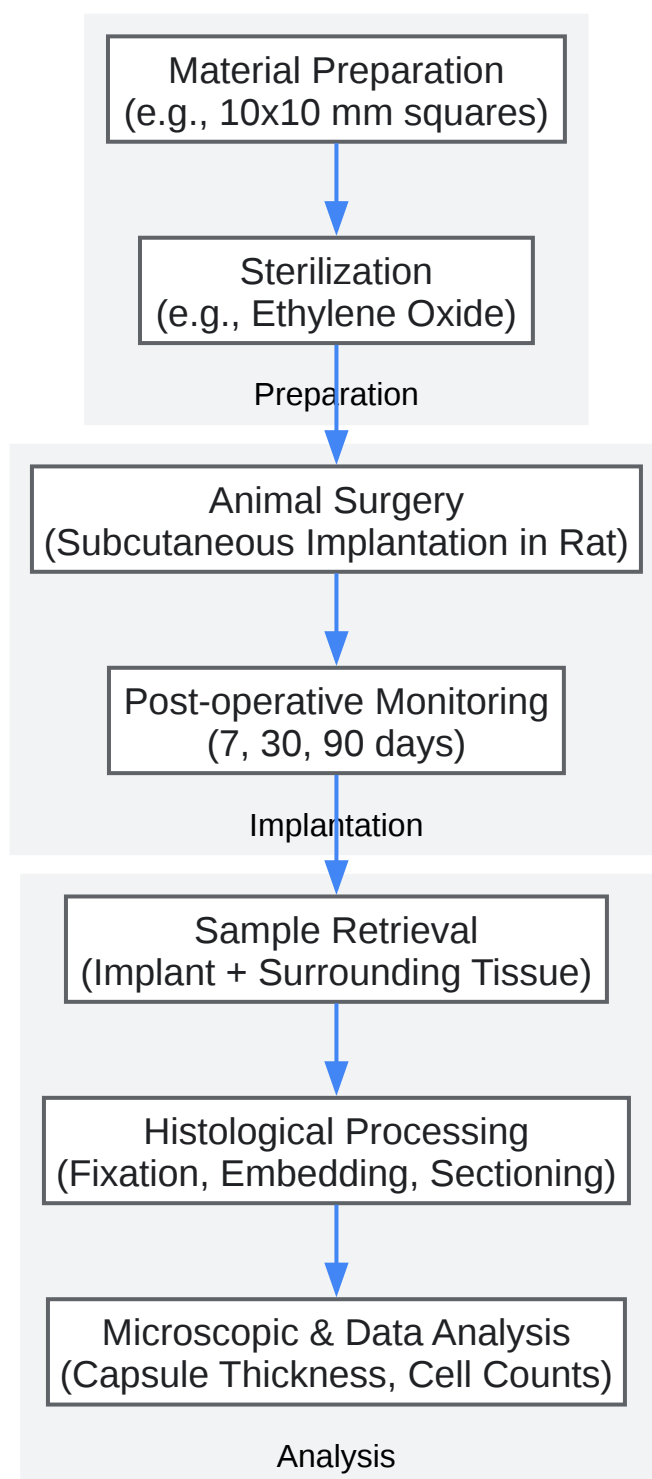 Material Preparation
(e.g., 10x10 mm squares)
Sterilization
(e.g., Ethylene Oxide)
Preparation
Animal Surgery
(Subcutaneous Implantation in Rat)
Post-operative Monitoring
(7, 30, 90 days)
Implantation
Sample Retrieval
(Implant + Surrounding Tissue)
Histological Processing
(Fixation, Embedding, Sectioning)
Microscopic & Data Analysis
(Capsule Thickness, Cell Counts)
Analysis